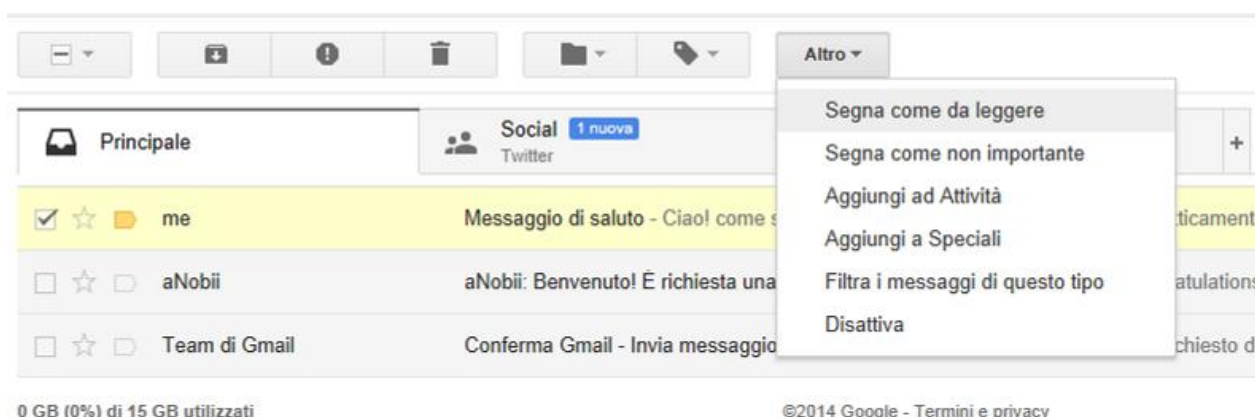 Altro
Segna come da leggere
Segna come non importante
Aggiungi ad Attività
Aggiungi a Speciali
Filtra i messaggi di questo tipo
Disattiva
Principale
Social 1 nuova
Twitter
+
me Messaggio di saluto - Ciao! come
aNobii aNobii: Benvenuto! È richiesta una
Team di Gmail Conferma Gmail - Invia messaggio
0 GB (0%) di 15 GB utilizzati ©2014 Google - Termini e privacy